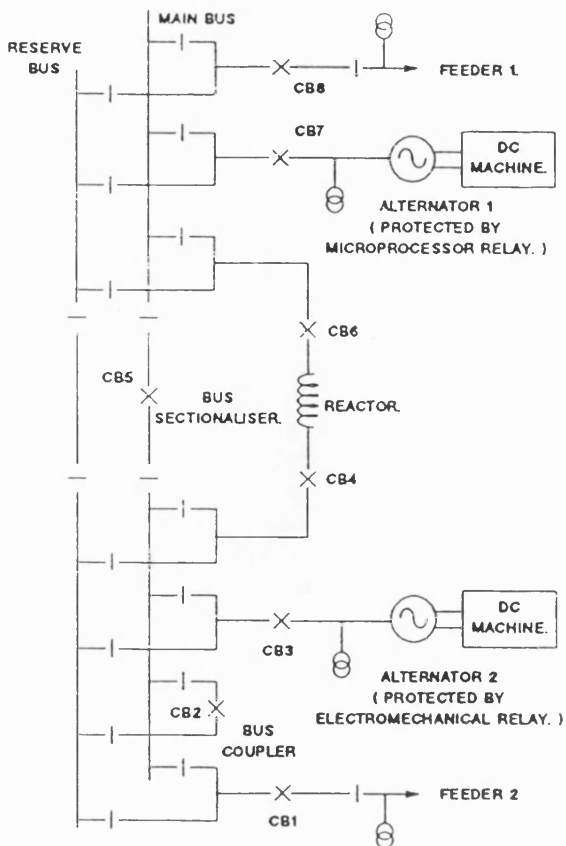 MAIN BUS
RESERVE
BUS
CB8
FEEDER 1.
CB7
DC
MACHINE.
ALTERNATOR 1
( PROTECTED BY
MICROPROCESSOR RELAY. )
CB6
CB5
BUS
SECTIONALISER.
REACTOR.
CB4
DC
MACHINE.
CB3
ALTERNATOR 2
( PROTECTED BY
ELECTROMECHANICAL RELAY. )
CB2
BUS
COUPLER
FEEDER 2
CB1